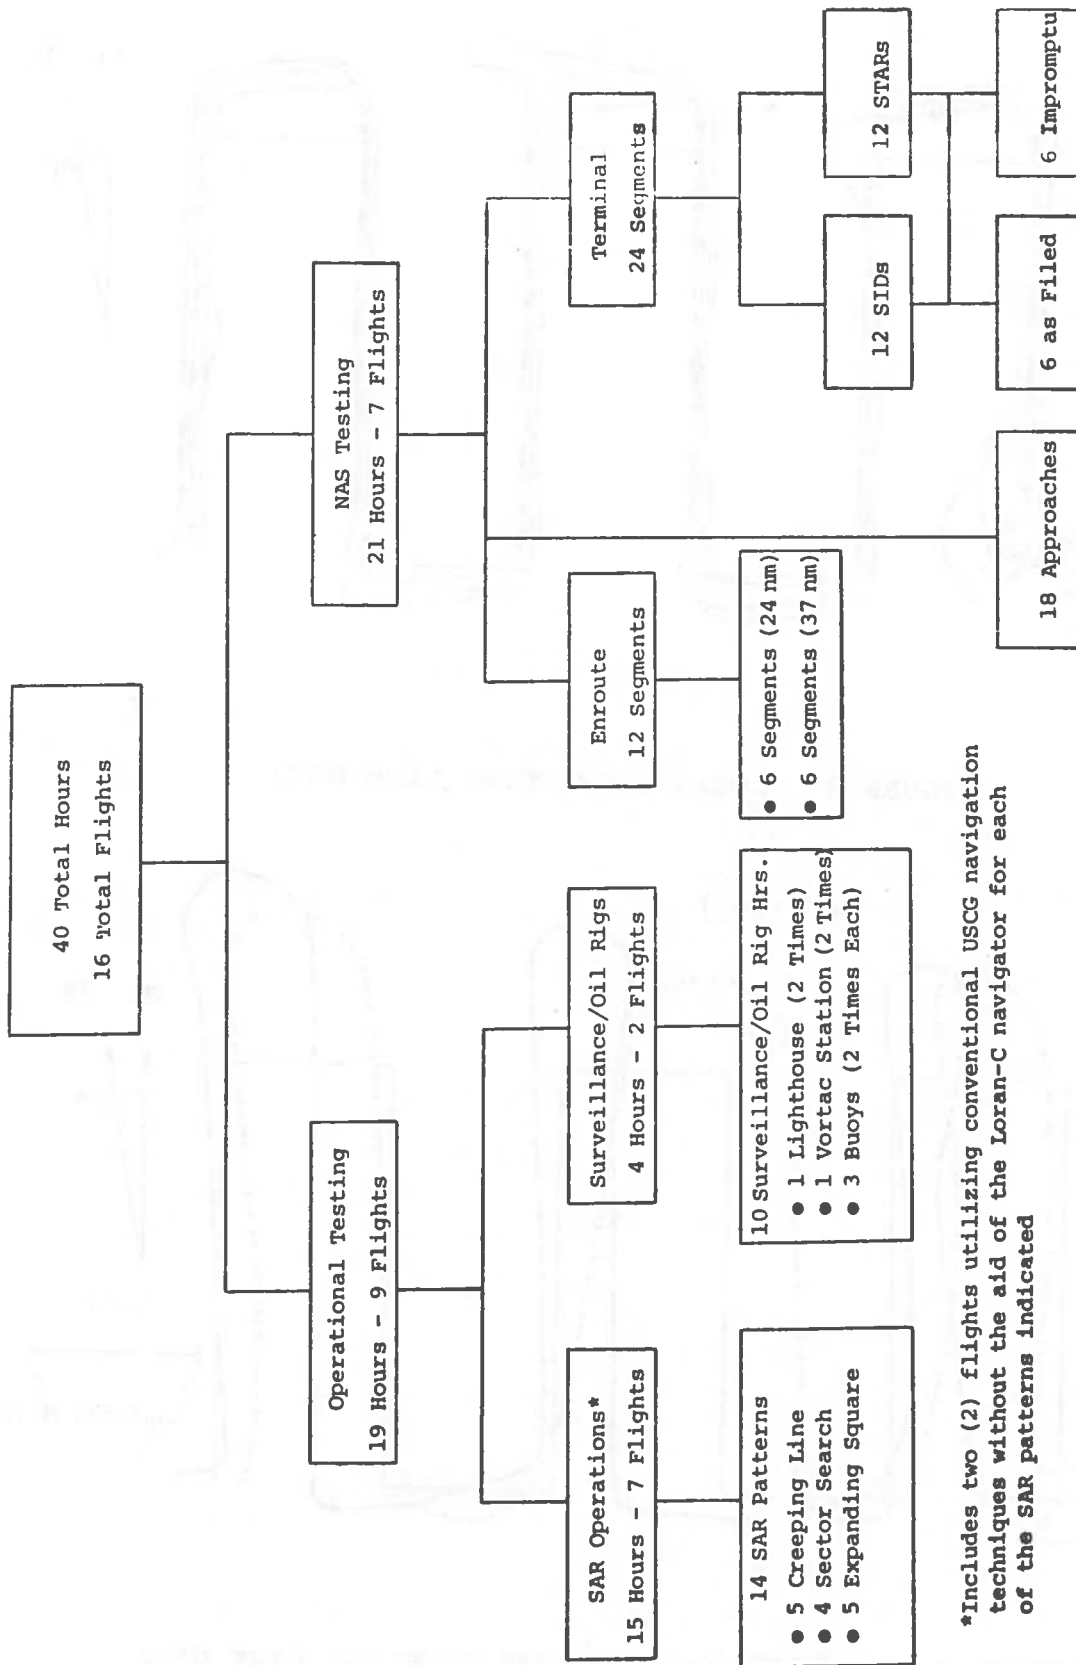 40 Total Hours
16 Total Flights
Operational Testing
19 Hours - 9 Flights
NAS Testing
21 Hours - 7 Flights
SAR Operations*
15 Hours - 7 Flights
Surveillance/Oil Rigs
4 Hours - 2 Flights
Enroute
12 Segments
Terminal
24 Segments
14 SAR Patterns
● 5 Creeping Line
● 4 Sector Search
● 5 Expanding Square
10 Surveillance/Oil Rig Hrs.
● 1 Lighthouse (2 Times)
● 1 Vortac Station (2 Times)
● 3 Buoys (2 Times Each)
● 6 Segments (24 nm)
● 6 Segments (37 nm)
12 SIDs
12 STARs
18 Approaches
6 as Filed
6 Impromptu
*Includes two (2) flights utilizing conventional USCG navigation
techniques without the aid of the Loran-C navigator for each
of the SAR patterns indicated